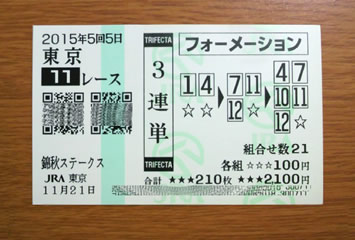 2015年5回5日
東京
11レース
錦秋ステークス
JRA 東京
11月21日
TRIFECTA
3連単
TRIFECTA
フォーメーション
14 ▶ 7 11 12 ▶ 4 7 10 11 12
☆☆ ☆
組合せ数21
各組 ☆☆☆100円
合計 ★★★210枚 ★★★2,100円